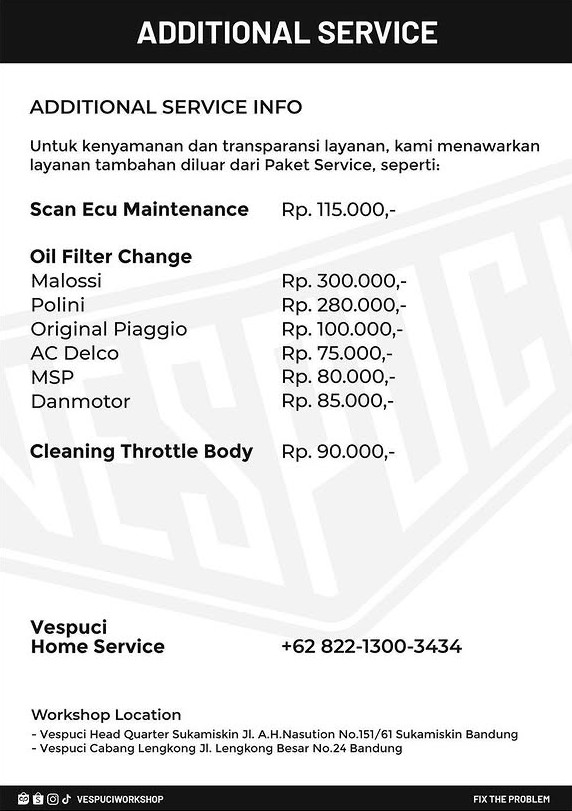 ADDITIONAL SERVICE
ADDITIONAL SERVICE INFO
Untuk kenyamanan dan transparansi layanan, kami menawarkan
layanan tambahan diluar dari Paket Service, seperti:
Scan Ecu Maintenance Rp. 115.000,-
Oil Filter Change
Malossi Rp. 300.000,-
Polini Rp. 280.000,-
Original Piaggio Rp. 100.000,-
AC Delco Rp. 75.000,-
MSP Rp. 80.000,-
Danmotor Rp. 85.000,-
Cleaning Throttle Body Rp. 90.000,-
VESPUCI
Vespuci
Home Service +62 822-1300-3434
Workshop Location
- Vespuci Head Quarter Sukamiskin Jl. A.H.Nasution No.151/61 Sukamiskin Bandung
- Vespuci Cabang Lengkong Jl. Lengkong Besar No.24 Bandung
VESPUCIWORKSHOP FIX THE PROBLEM